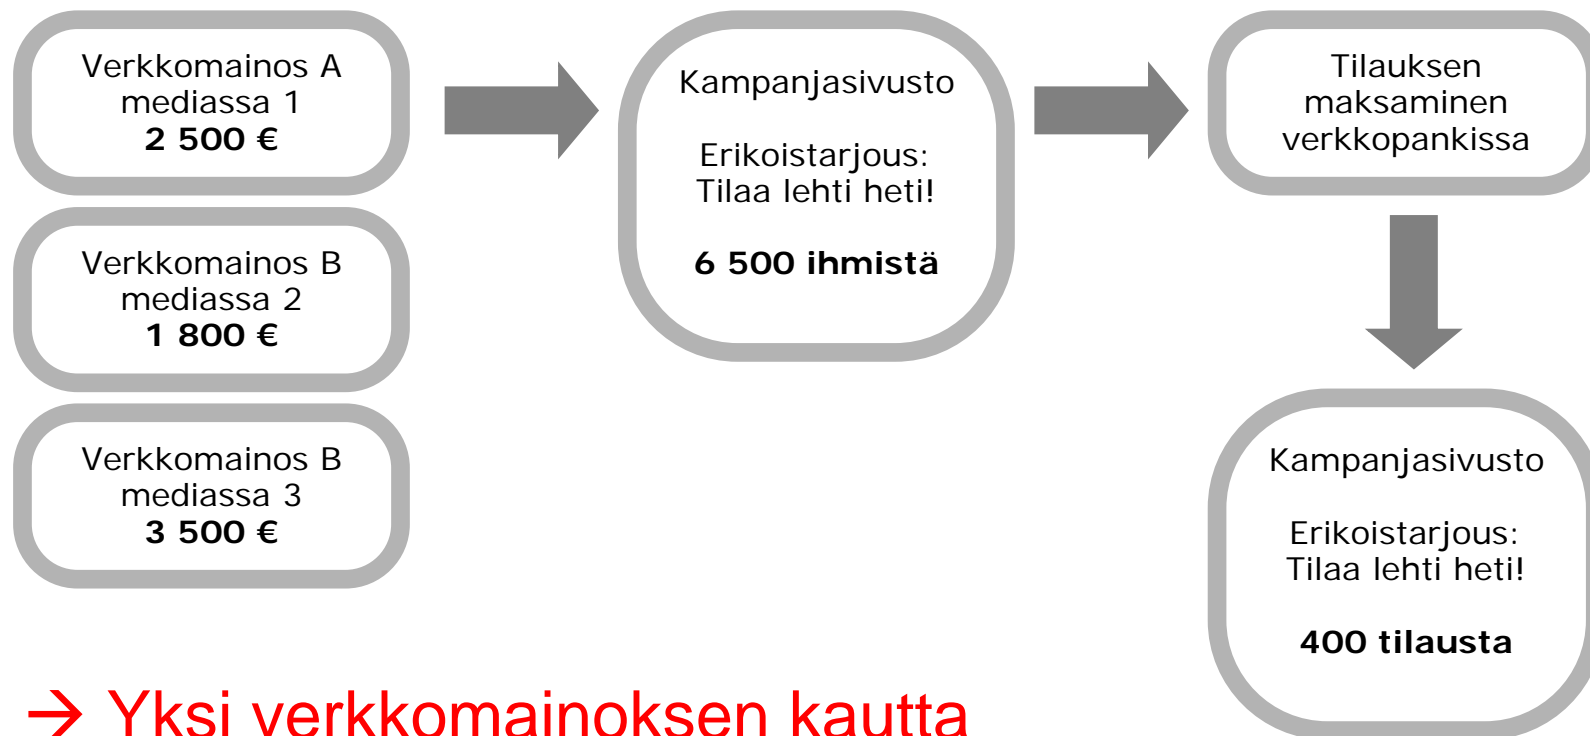 Verkkomainos A
mediassa 1
2 500 €
Verkkomainos B
mediassa 2
1 800 €
Verkkomainos B
mediassa 3
3 500 €
Kampanjasivusto
Erikoistarjous:
Tilaa lehti heti!
6 500 ihmistä
Tilauksen
maksaminen
verkkopankissa
Kampanjasivusto
Erikoistarjous:
Tilaa lehti heti!
400 tilausta
→ Yksi verkkomainoksen kautta